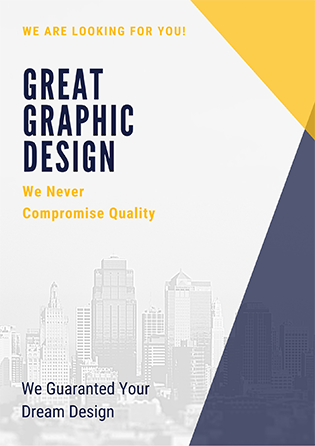 WE ARE LOOKING FOR YOU!
GREAT
GRAPHIC
DESIGN
We Never
Compromise Quality
We Guaranted Your
Dream Design